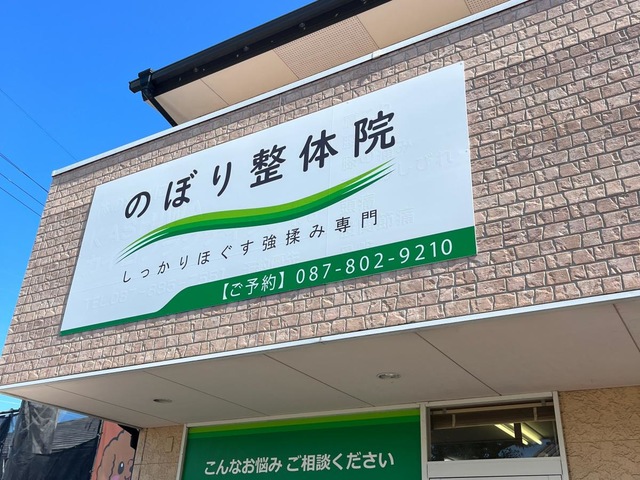 のぼり整体院
しっかりほぐす強揉み専門
【ご予約】087-802-9210
こんなお悩みご相談ください